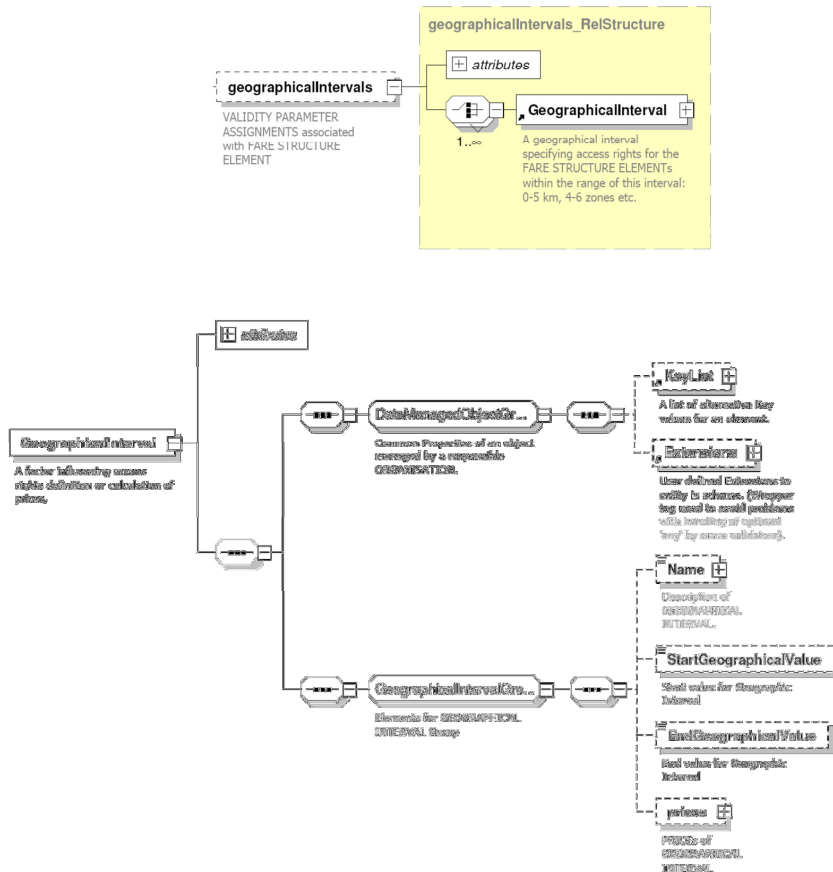 geographicalIntervals_RelStructure
attributes
geographicalIntervals
VALIDITY PARAMETER
ASSIGNMENTS associated
with FARE STRUCTURE
ELEMENT
GeographicalInterval
1..∞
A geographical interval
specifying access rights for the
FARE STRUCTURE ELEMENTs
within the range of this interval:
0-5 km, 4-6 zones etc.
attributes
KeyList
A list of alternative Key
values for an element.
DataManagedObjectGr...
Common Properties of an object
managed by a responsible
ORGANISATION.
GeographicalInterval
A factor influencing access
rights definition or calculation of
prices.
Extensions
User defined Extensions to
entity in schema. (Wrapper
tag used to avoid problems
with handling of optional
'any' by some validators).
Name
Description of
GEOGRAPHICAL
INTERVAL.
StartGeographicalValue
Start value for Geographic
Interval
GeographicalIntervalGro...
Elements for GEOGRAPHICAL
INTERVAL Group
EndGeographicalValue
End value for Geographic
Interval
prices
PRICEs of
GEOGRAPHICAL
INTERVAL.